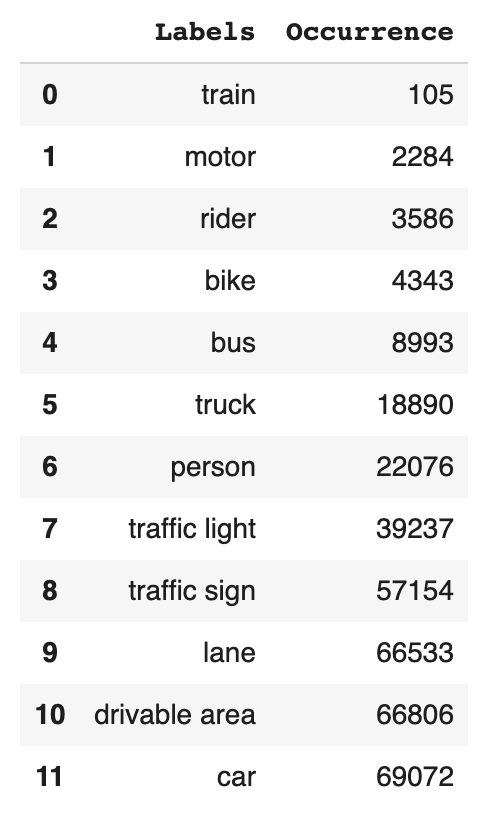 Labels Occurrence
0 train 105
1 motor 2284
2 rider 3586
3 bike 4343
4 bus 8993
5 truck 18890
6 person 22076
7 traffic light 39237
8 traffic sign 57154
9 lane 66533
10 drivable area 66806
11 car 69072